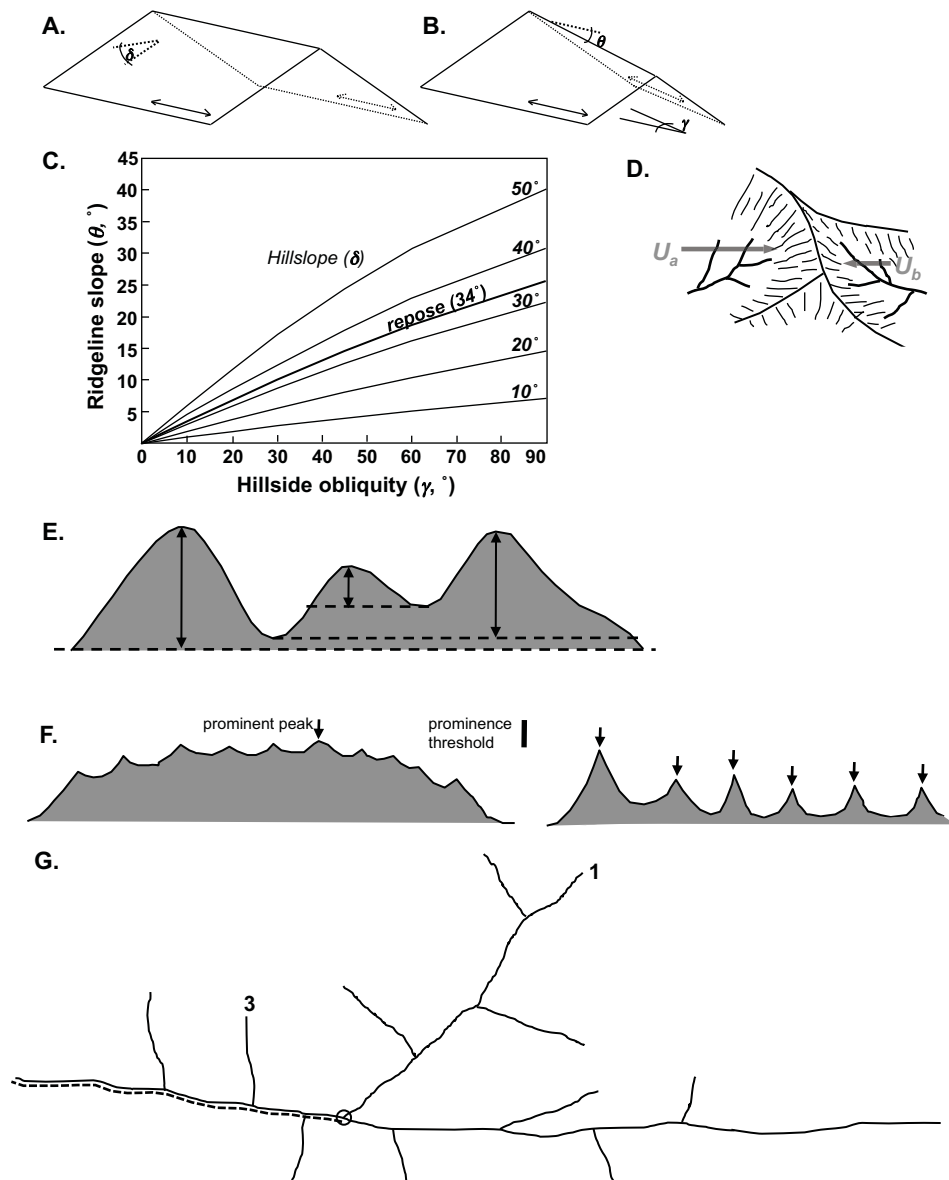 A.
δ
B.
θ
γ
C.
Ridgeline slope (θ, °)
45
40
35
30
25
20
15
10
5
0
10
20
30
40
50
60
70
80
90
Hillside obliquity (γ, °)
Hillslope (δ)
50°
40°
repose (34°)
30°
20°
10°
D.
Ua
Ub
E.
F.
prominent peak
prominence
threshold
G.
1
3